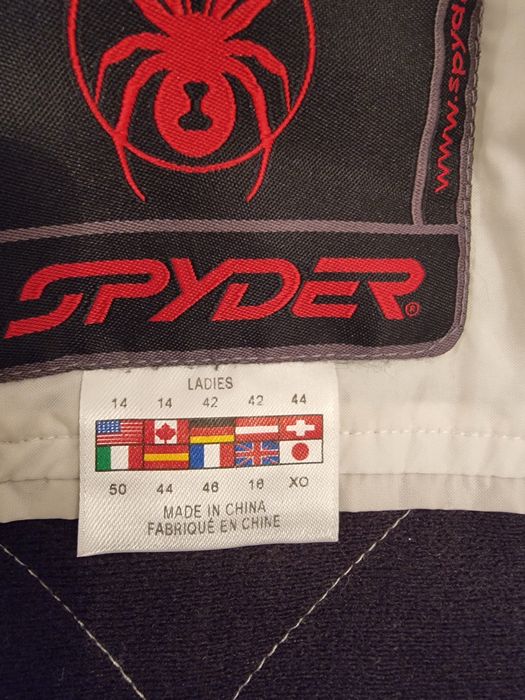 www.spyd
SPYDER®
LADIES
14 14 42 42 44
50 44 46 16 XO
MADE IN CHINA
FABRIQUÉ EN CHINE